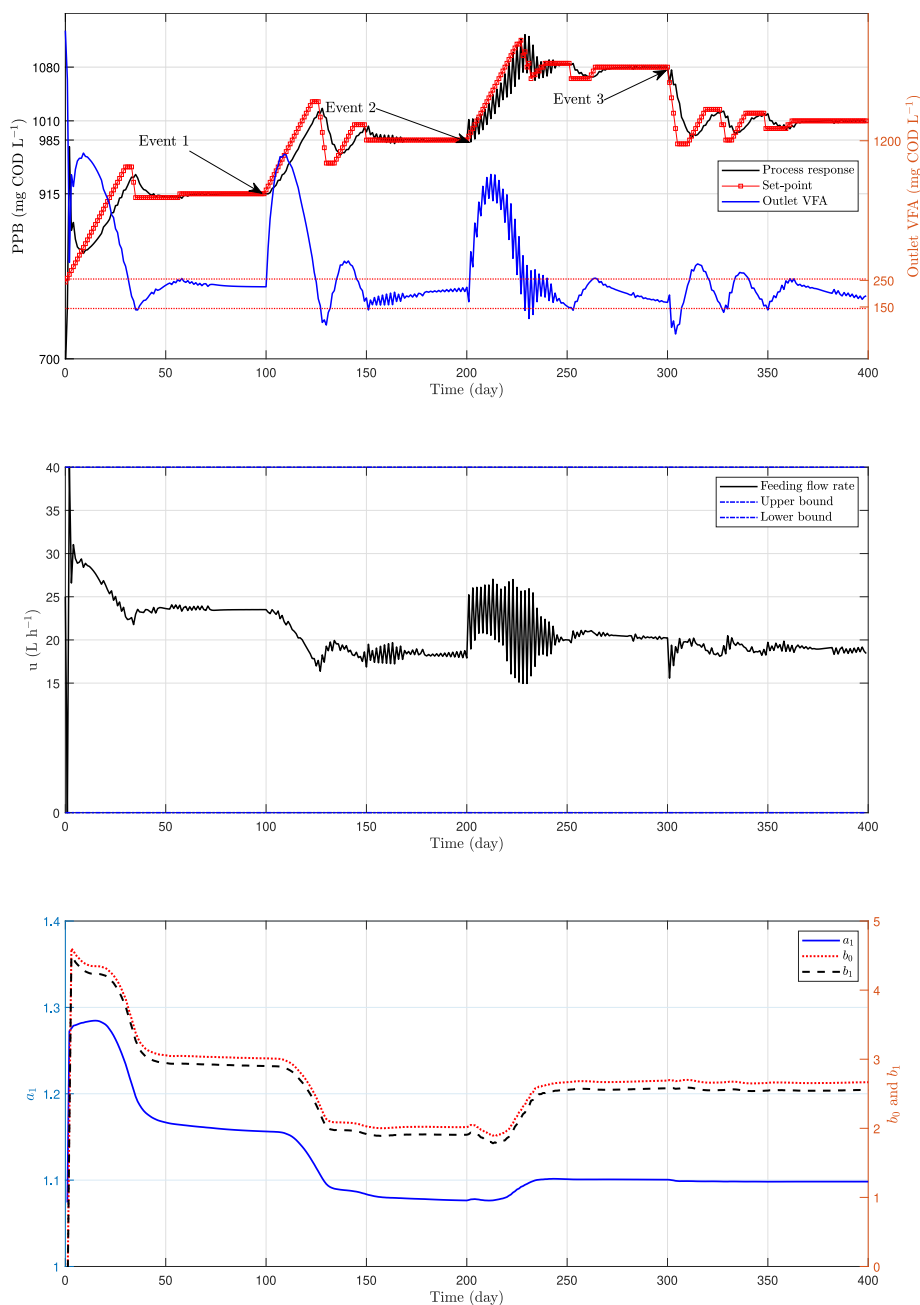 PPB (mg COD L⁻¹)
1080
1010
985
915
700
Event 1
Event 2
Event 3
Process response
Set-point
Outlet VFA
1200
250
150
Outlet VFA (mg COD L⁻¹)
0 50 100 150 200 250 300 350 400
Time (day)
u (L h⁻¹)
40
35
30
25
20
15
0
Feeding flow rate
Upper bound
Lower bound
0 50 100 150 200 250 300 350 400
Time (day)
a₁
1.4
1.3
1.2
1.1
1
a₁
b₀
b₁
5
4
3
2
1
0
b₀ and b₁
0 50 100 150 200 250 300 350 400
Time (day)